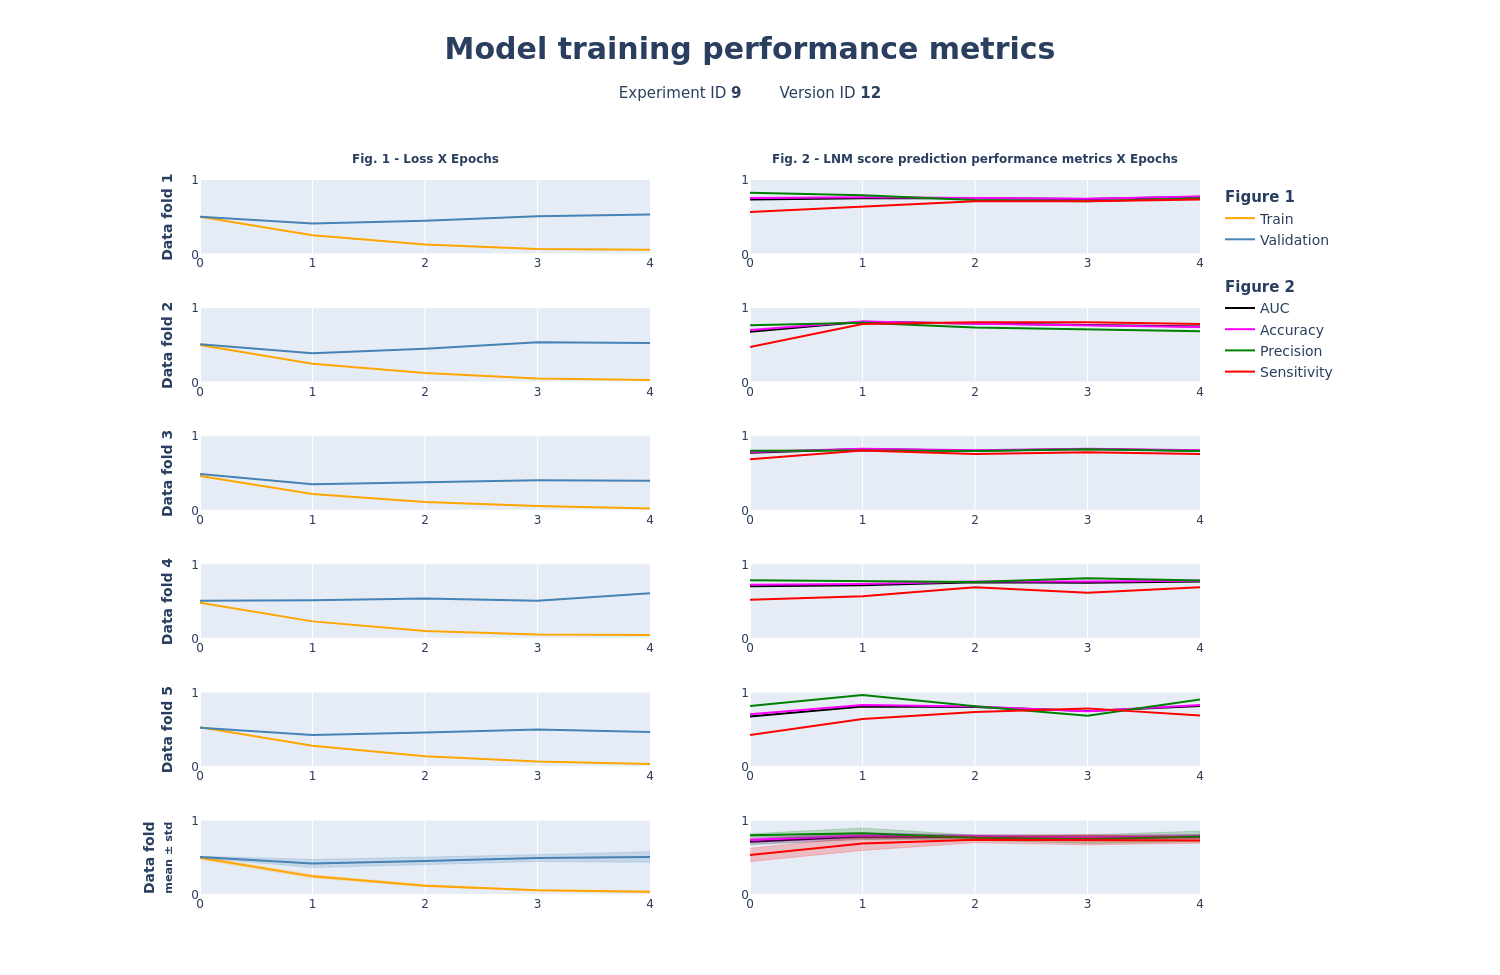 Model training performance metrics
Experiment ID 9 Version ID 12
Fig. 1 - Loss X Epochs
Fig. 2 - LNM score prediction performance metrics X Epochs
Data fold 1
1
0
0 1 2 3 4
1
0
0 1 2 3 4
Figure 1
Train
Validation
Figure 2
AUC
Accuracy
Precision
Sensitivity
Data fold 2
1
0
0 1 2 3 4
1
0
0 1 2 3 4
Data fold 3
1
0
0 1 2 3 4
1
0
0 1 2 3 4
Data fold 4
1
0
0 1 2 3 4
1
0
0 1 2 3 4
Data fold 5
1
0
0 1 2 3 4
1
0
0 1 2 3 4
Data fold
mean ± std
1
0
0 1 2 3 4
1
0
0 1 2 3 4